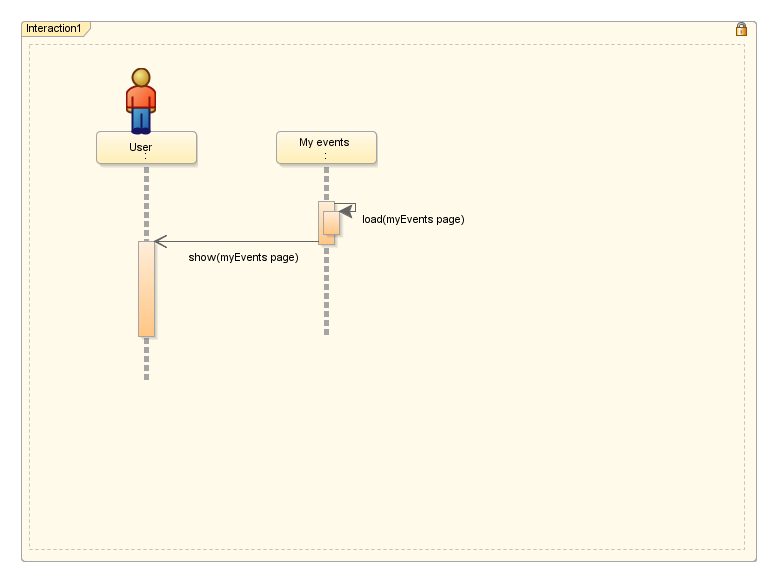 Interaction1
User
:
My events
:
load(myEvents page)
show(myEvents page)